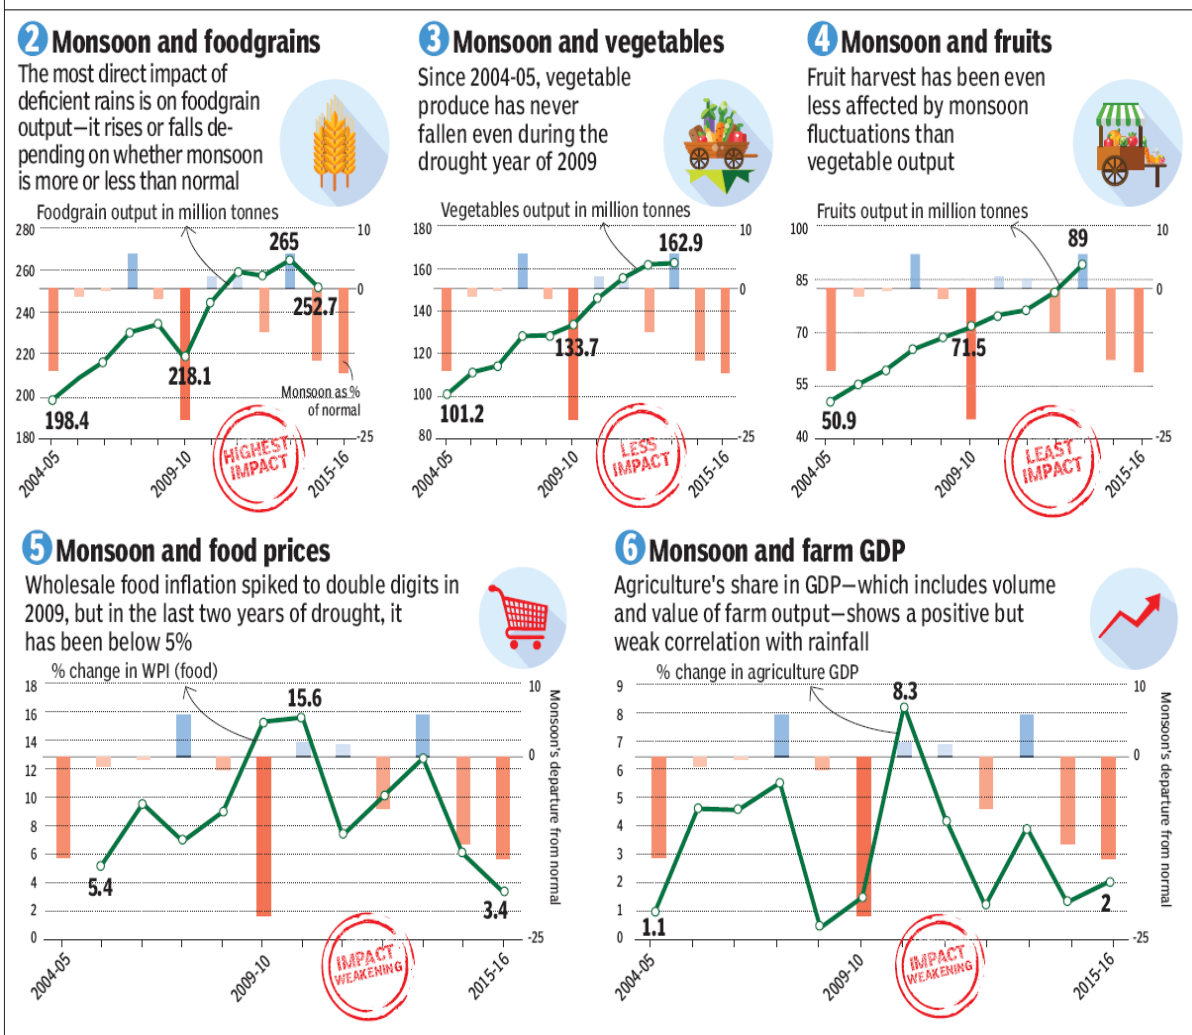 2 Monsoon and foodgrains
The most direct impact of
deficient rains is on foodgrain
output—it rises or falls de-
pending on whether monsoon
is more or less than normal
Foodgrain output in million tonnes
280
260
240
220
200
180
10
0
-25
265
252.7
218.1
198.4
Monsoon as %
of normal
HIGHEST
IMPACT
2004-05
2009-10
2015-16
3 Monsoon and vegetables
Since 2004-05, vegetable
produce has never
fallen even during the
drought year of 2009
Vegetables output in million tonnes
180
160
140
120
100
80
10
0
-25
162.9
133.7
101.2
LESS
IMPACT
2004-05
2009-10
2015-16
4 Monsoon and fruits
Fruit harvest has been even
less affected by monsoon
fluctuations than
vegetable output
Fruits output in million tonnes
100
85
70
55
40
10
0
-25
89
71.5
50.9
LEAST
IMPACT
2004-05
2009-10
2015-16
5 Monsoon and food prices
Wholesale food inflation spiked to double digits in
2009, but in the last two years of drought, it
has been below 5%
% change in WPI (food)
18
16
14
12
10
8
6
4
2
0
10
0
-25
15.6
5.4
3.4
Monsoon's departure from normal
IMPACT
WEAKENING
2004-05
2009-10
2015-16
6 Monsoon and farm GDP
Agriculture's share in GDP—which includes volume
and value of farm output—shows a positive but
weak correlation with rainfall
% change in agriculture GDP
9
8
7
6
5
4
3
2
1
0
10
0
-25
8.3
1.1
2
Monsoon's departure from normal
IMPACT
WEAKENING
2004-05
2009-10
2015-16